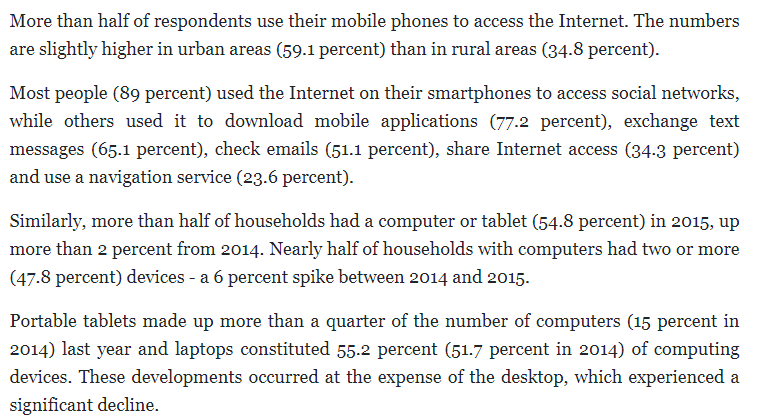 More than half of respondents use their mobile phones to access the Internet. The numbers
are slightly higher in urban areas (59.1 percent) than in rural areas (34.8 percent).
Most people (89 percent) used the Internet on their smartphones to access social networks,
while others used it to download mobile applications (77.2 percent), exchange text
messages (65.1 percent), check emails (51.1 percent), share Internet access (34.3 percent)
and use a navigation service (23.6 percent).
Similarly, more than half of households had a computer or tablet (54.8 percent) in 2015, up
more than 2 percent from 2014. Nearly half of households with computers had two or more
(47.8 percent) devices - a 6 percent spike between 2014 and 2015.
Portable tablets made up more than a quarter of the number of computers (15 percent in
2014) last year and laptops constituted 55.2 percent (51.7 percent in 2014) of computing
devices. These developments occurred at the expense of the desktop, which experienced a
significant decline.